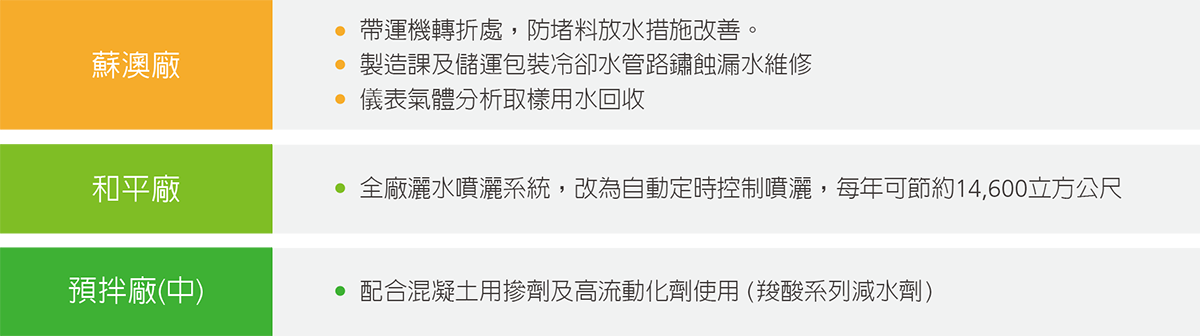 蘇澳廠
• 帶運機轉折處，防堵料放水措施改善。
• 製造課及儲運包裝冷卻水管路鏽蝕漏水維修
• 儀表氣體分析取樣用水回收
和平廠
• 全廠灑水噴灑系統，改為自動定時控制噴灑，每年可節約14,600立方公尺
預拌廠(中)
• 配合混凝土用摻劑及高流動化劑使用 (羧酸系列減水劑)